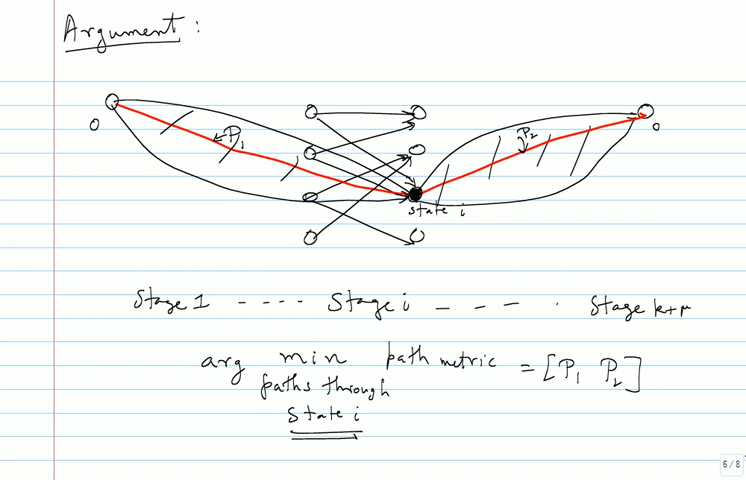 Argument :
0 P1 P2 0
state i
Stage 1 - - - - Stage i - - - . Stage k+μ
arg min path metric = [P1 P2]
paths through
state i
6 / 8